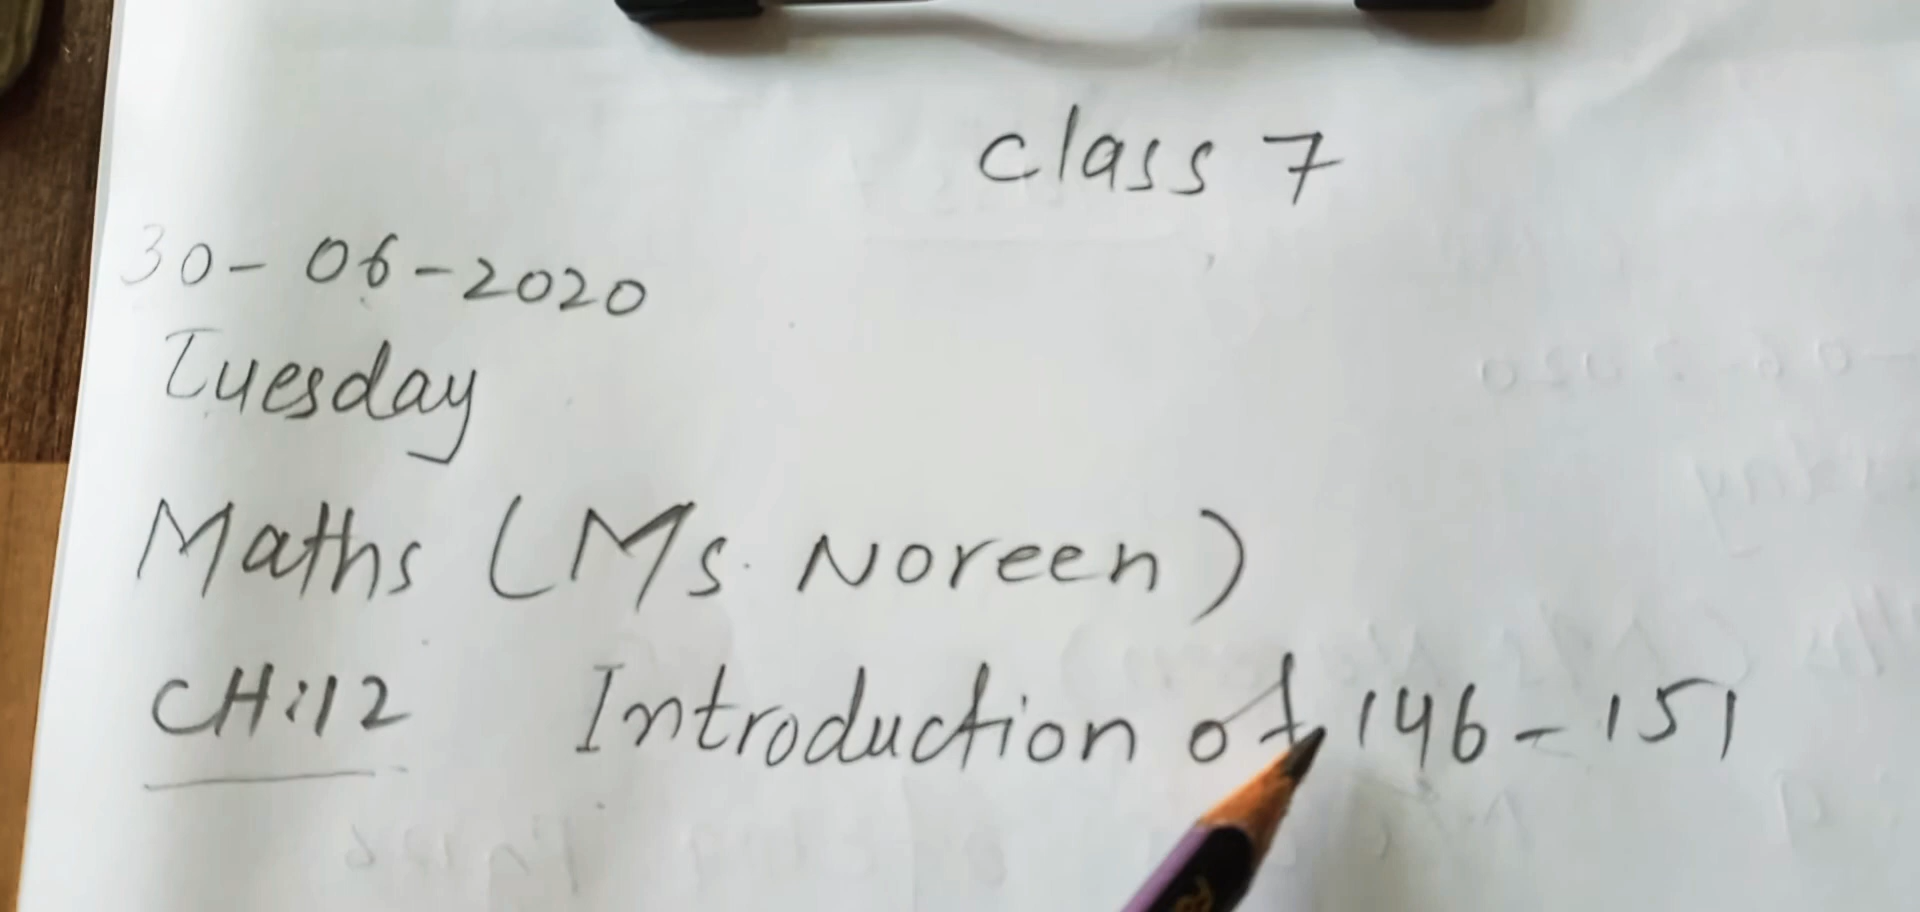 class 7
30-06-2020
Tuesday
Maths (Ms. Noreen)
CH:12 Introduction of 146-151